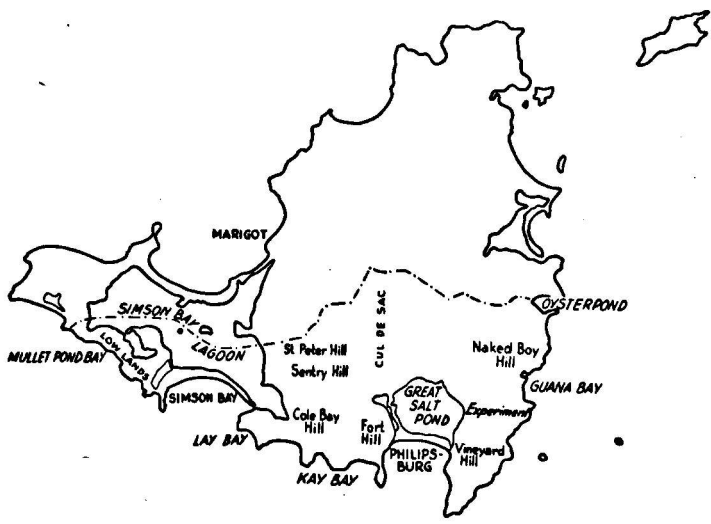 MARIGOT
SIMSON BAY
LAGOON
OYSTERPOND
CUL DE SAC
St Peter Hill
Sentry Hill
Naked Boy
Hill
MULLET POND BAY
LOW LANDS
SIMSON BAY
GUANA BAY
GREAT
SALT
POND
Experiment
Cole Bay
Hill
Fort
Hill
LAY BAY
PHILIPS-
BURG
Vineyard
Hill
KAY BAY